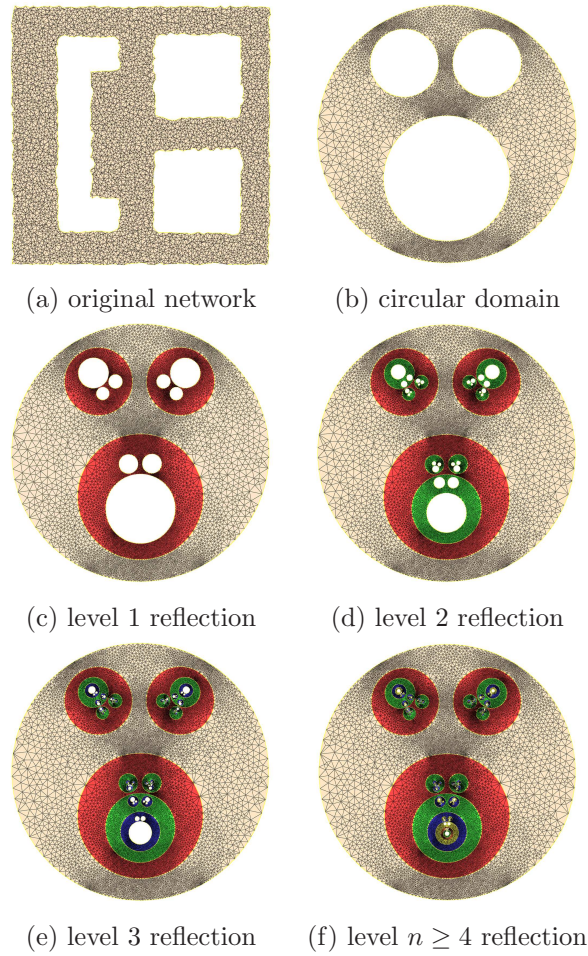 (a) original network
(b) circular domain
(c) level 1 reflection
(d) level 2 reflection
(e) level 3 reflection
(f) level n ≥ 4 reflection